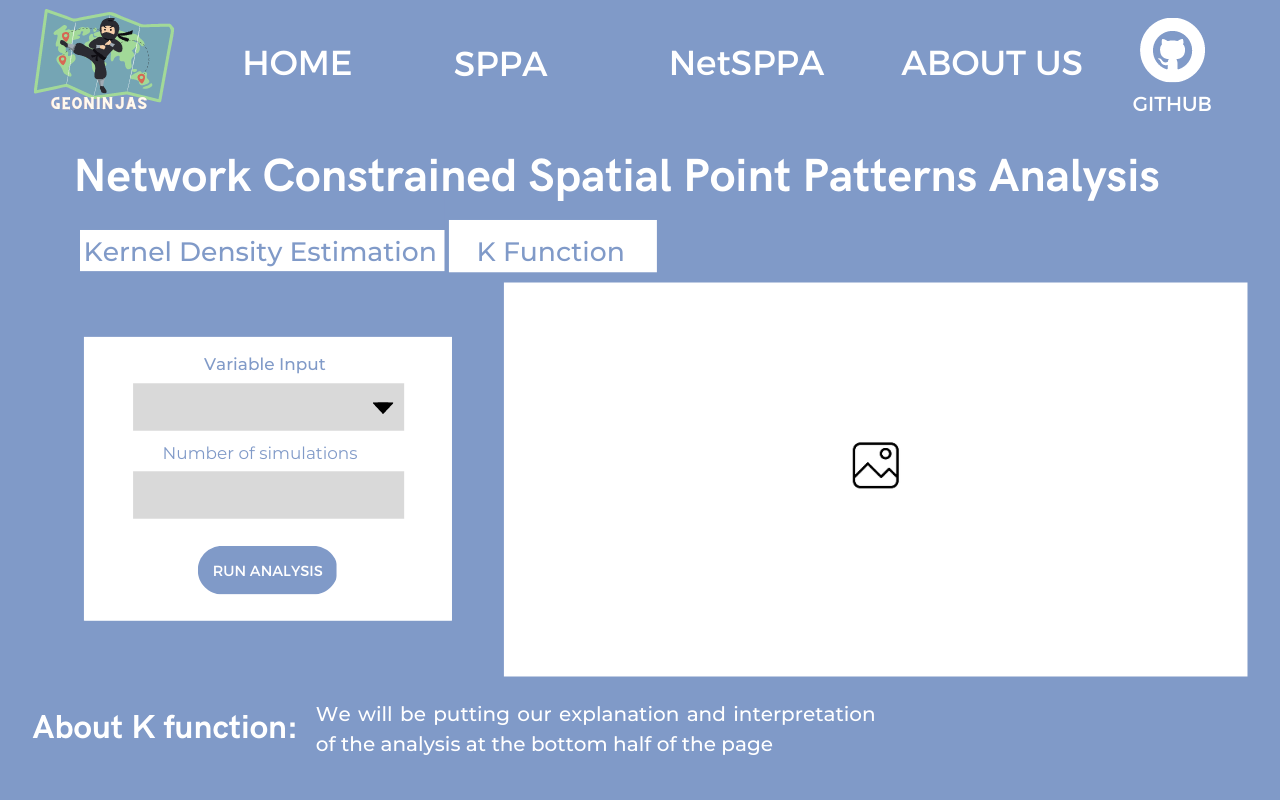 GEONINJAS
HOME
SPPA
NetSPPA
ABOUT US
GITHUB
Network Constrained Spatial Point Patterns Analysis
Kernel Density Estimation
K Function
Variable Input
Number of simulations
RUN ANALYSIS
About K function:
We will be putting our explanation and interpretation
of the analysis at the bottom half of the page